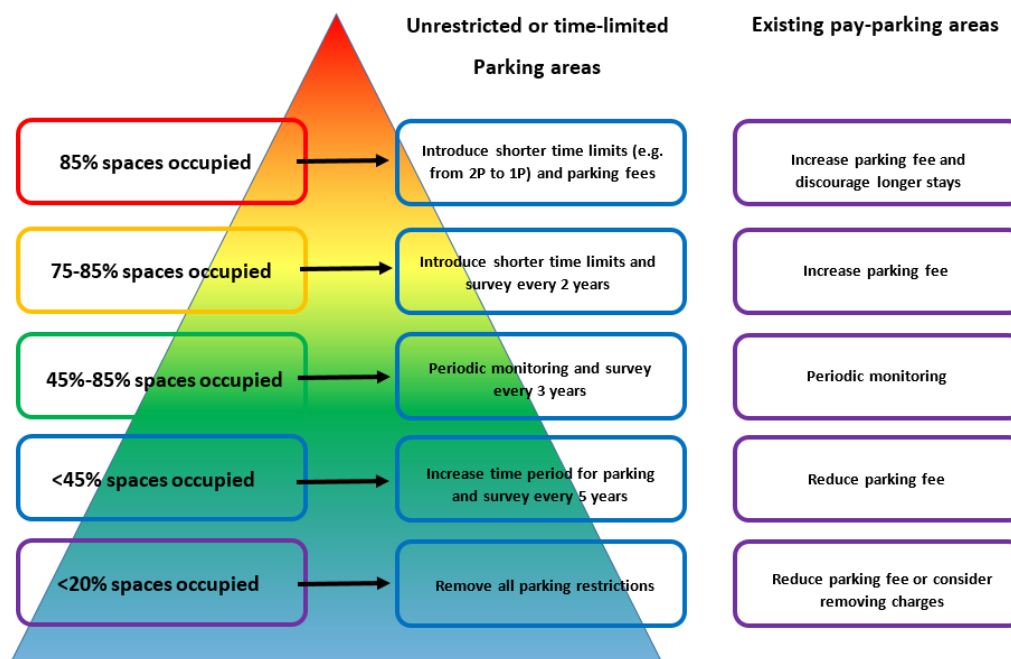 Unrestricted or time-limited
Parking areas
Existing pay-parking areas
85% spaces occupied
Introduce shorter time limits (e.g.
from 2P to 1P) and parking fees
Increase parking fee and
discourage longer stays
75-85% spaces occupied
Introduce shorter time limits and
survey every 2 years
Increase parking fee
45%-85% spaces occupied
Periodic monitoring and survey
every 3 years
Periodic monitoring
<45% spaces occupied
Increase time period for parking
and survey every 5 years
Reduce parking fee
<20% spaces occupied
Remove all parking restrictions
Reduce parking fee or consider
removing charges